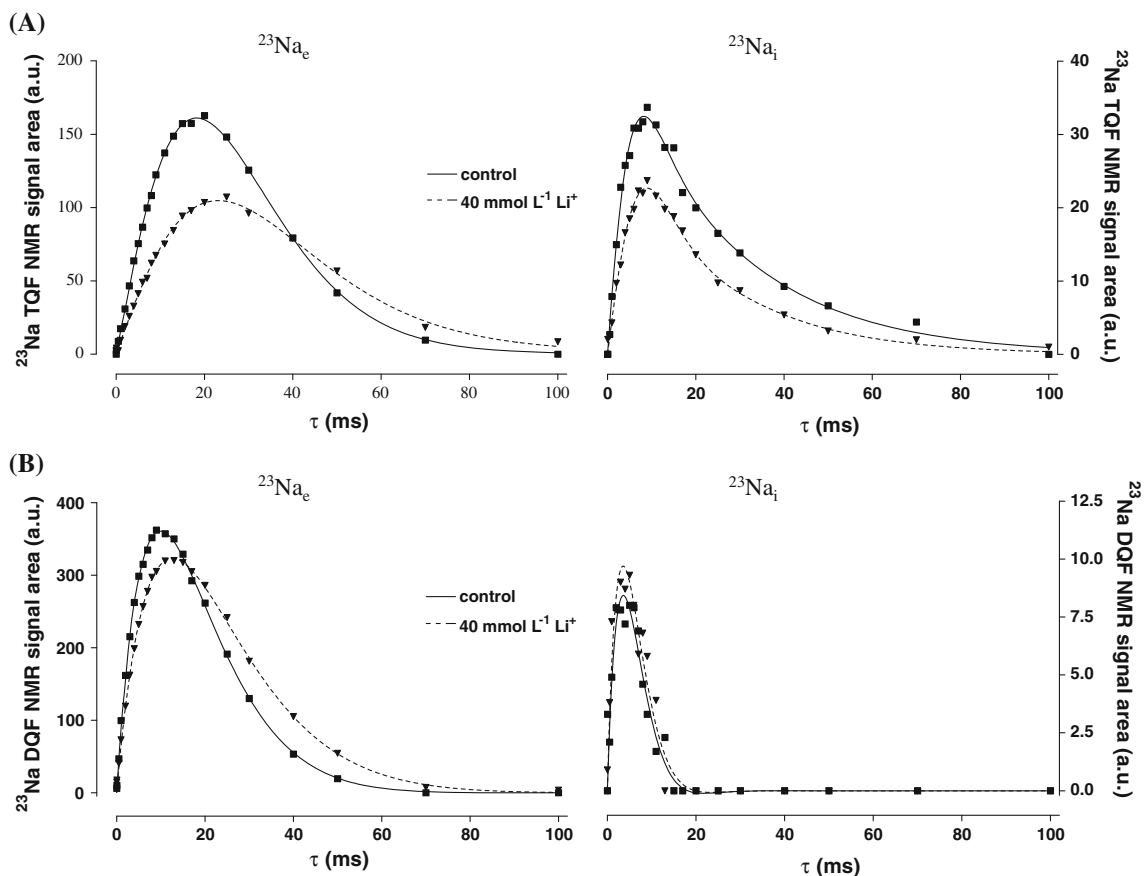 (A)
²³Naₑ
²³Naᵢ
²³Na TQF NMR signal area (a.u.)
200
150
100
50
0
0 20 40 60 80 100
τ (ms)
control
40 mmol L⁻¹ Li⁺
40
30
20
10
0
²³Na TQF NMR signal area (a.u.)
0 20 40 60 80 100
τ (ms)
(B)
²³Naₑ
²³Naᵢ
²³Na DQF NMR signal area (a.u.)
400
300
200
100
0
0 20 40 60 80 100
τ (ms)
control
40 mmol L⁻¹ Li⁺
12.5
10.0
7.5
5.0
2.5
0.0
²³Na DQF NMR signal area (a.u.)
0 20 40 60 80 100
τ (ms)